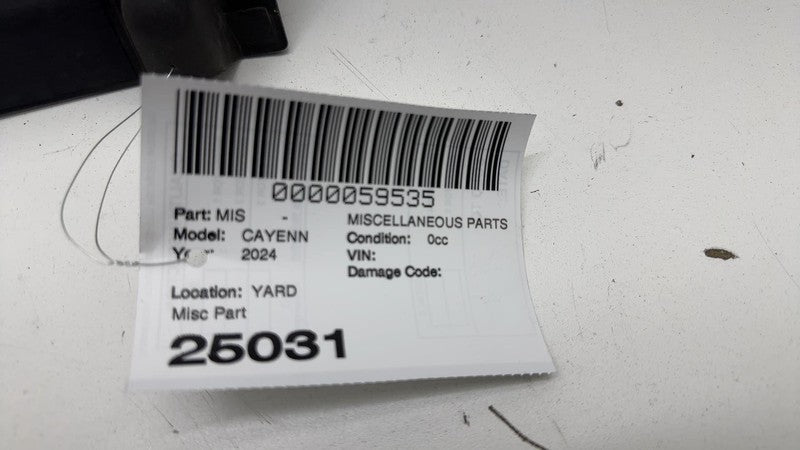 0000059535
Part: MIS - MISCELLANEOUS PARTS
Model: CAYENN Condition: 0cc
2024 VIN:
Damage Code:
Location: YARD
Misc Part
25031